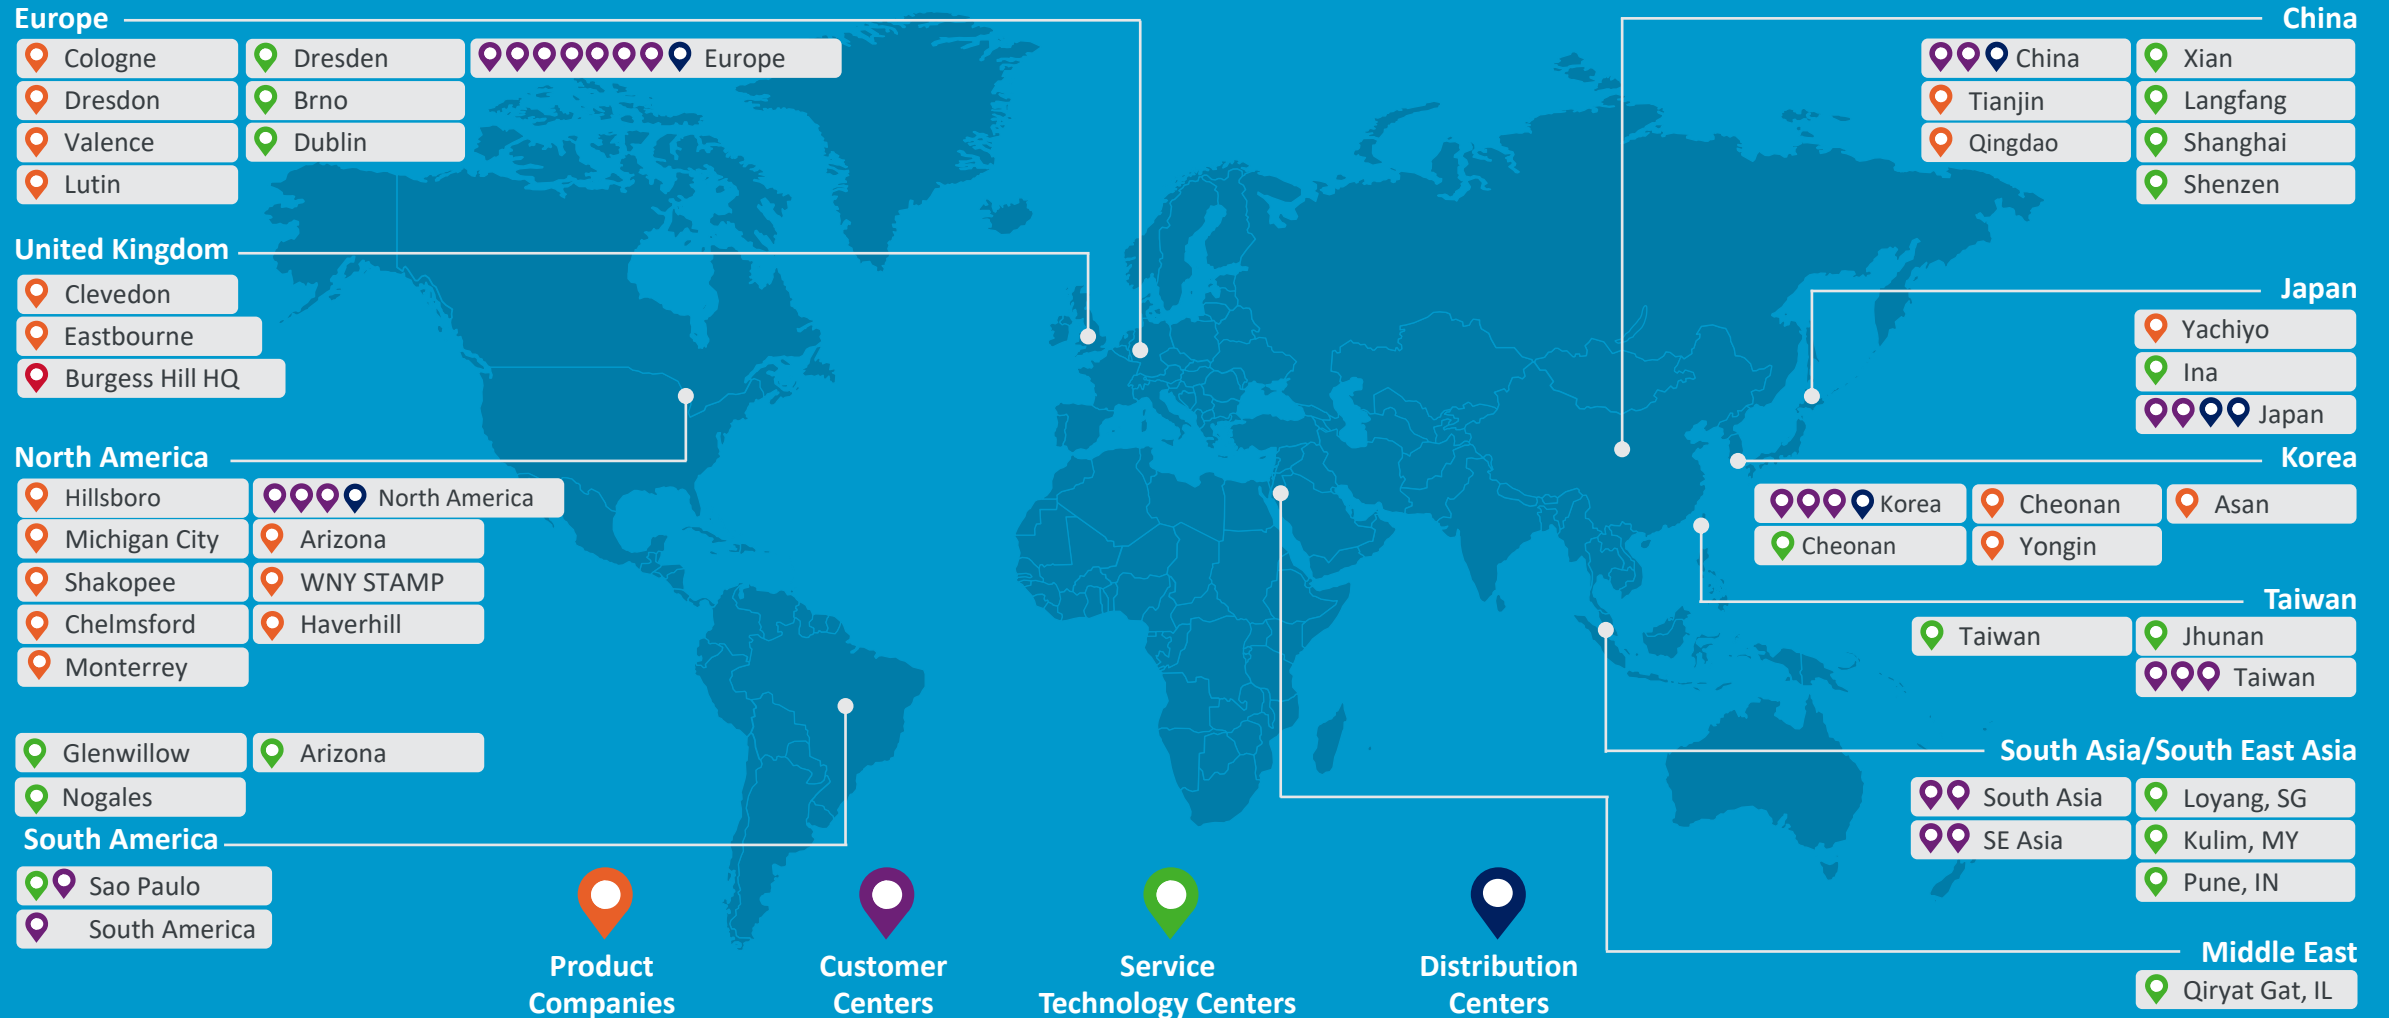 Europe
Cologne
Dresdon
Valence
Lutin
Dresden
Brno
Dublin
Europe
United Kingdom
Clevedon
Eastbourne
Burgess Hill HQ
North America
Hillsboro
Michigan City
Shakopee
Chelmsford
Monterrey
North America
Arizona
WNY STAMP
Haverhill
Glenwillow
Nogales
Arizona
South America
Sao Paulo
South America
China
China
Tianjin
Qingdao
Xian
Langfang
Shanghai
Shenzen
Japan
Yachiyo
Ina
Japan
Korea
Korea
Cheonan
Asan
Cheonan
Yongin
Taiwan
Taiwan
Jhunan
Taiwan
South Asia/South East Asia
South Asia
SE Asia
Loyang, SG
Kulim, MY
Pune, IN
Middle East
Qiryat Gat, IL
Product
Companies
Customer
Centers
Service
Technology Centers
Distribution
Centers